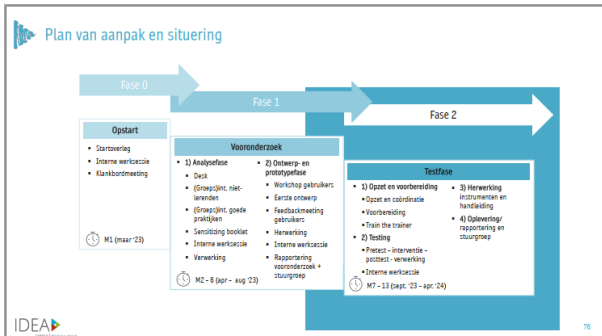 Plan van aanpak en situering
Fase 0
Fase 1
Fase 2
Opstart
Startoverleg
Interne werksessie
Klankbordmeeting
M1 (maar '23)
Vooronderzoek
1) Analysefase
Desk
(Groeps)int. niet-
lerenden
(Groeps)int. goede
praktijken
Sensitizing booklet
Interne werksessie
Verwerking
2) Ontwerp- en
prototypefase
Workshop gebruikers
Eerste ontwerp
Feedbackmeeting
gebruikers
Herwerking
Interne werksessie
Rapportering
vooronderzoek +
stuurgroep
M2 – 6 (apr – aug '23)
Testfase
1) Opzet en voorbereiding
Opzet en coördinatie
Voorbereiding
Train the trainer
2) Testing
Pretest – interventie –
posttest - verwerking
Interne werksessie
3) Herwerking
instrumenten en
handleiding
4) Oplevering/
rapportering en
stuurgroep
M7 – 13 (sept. '23 – apr. '24)
IDEA
76